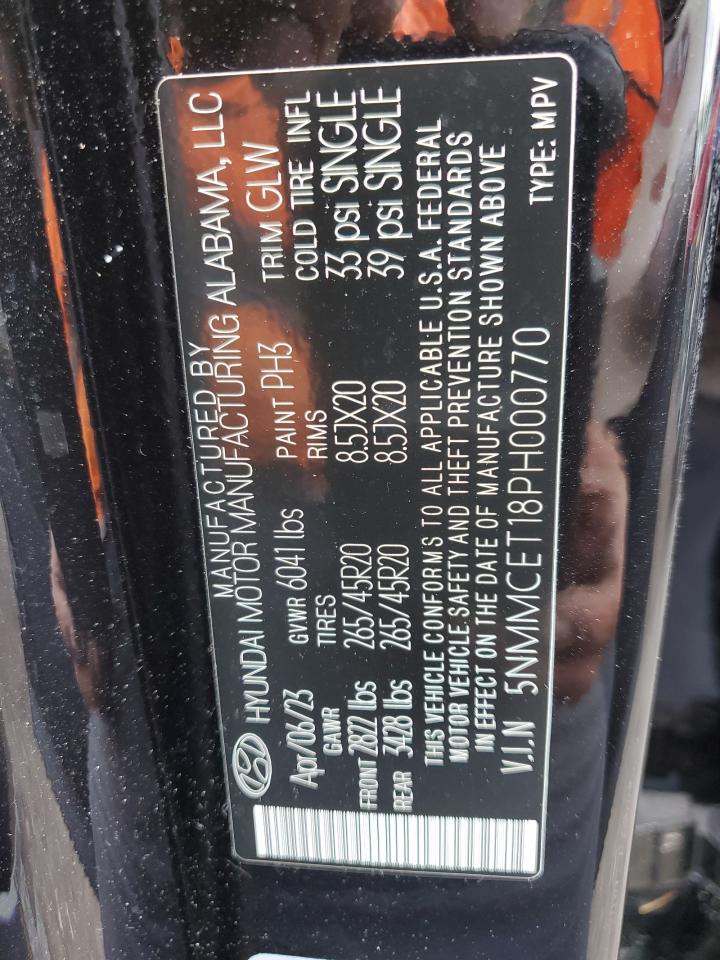 MANUFACTURED BY
HYUNDAI MOTOR MANUFACTURING ALABAMA, LLC
Apr/06/23 GVWR 6041 lbs PAINT PH3 TRIM GLW
GAWR TIRES RIMS COLD TIRE INFL
FRONT 2822 lbs 265/45R20 8.5JX20 33 psi SINGLE
REAR 3428 lbs 265/45R20 8.5JX20 39 psi SINGLE
THIS VEHICLE CONFORMS TO ALL APPLICABLE U.S.A. FEDERAL
MOTOR VEHICLE SAFETY AND THEFT PREVENTION STANDARDS
IN EFFECT ON THE DATE OF MANUFACTURE SHOWN ABOVE
V.I.N 5NMMCET18PH000770 TYPE: MPV